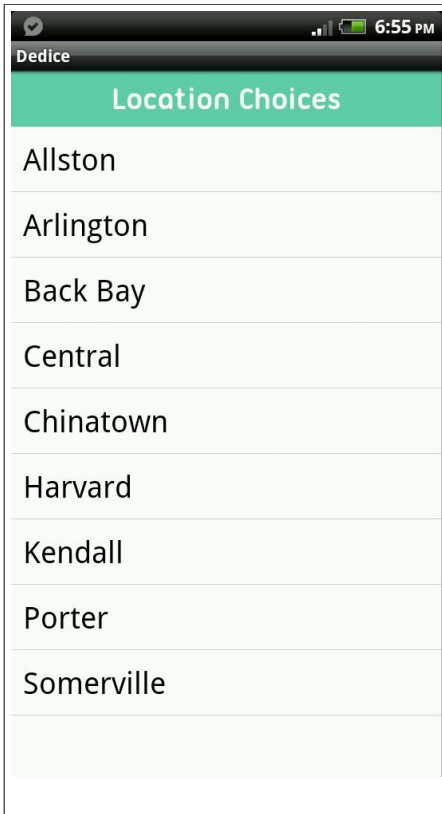 6:55 PM
Dedice
Location Choices
Allston
Arlington
Back Bay
Central
Chinatown
Harvard
Kendall
Porter
Somerville